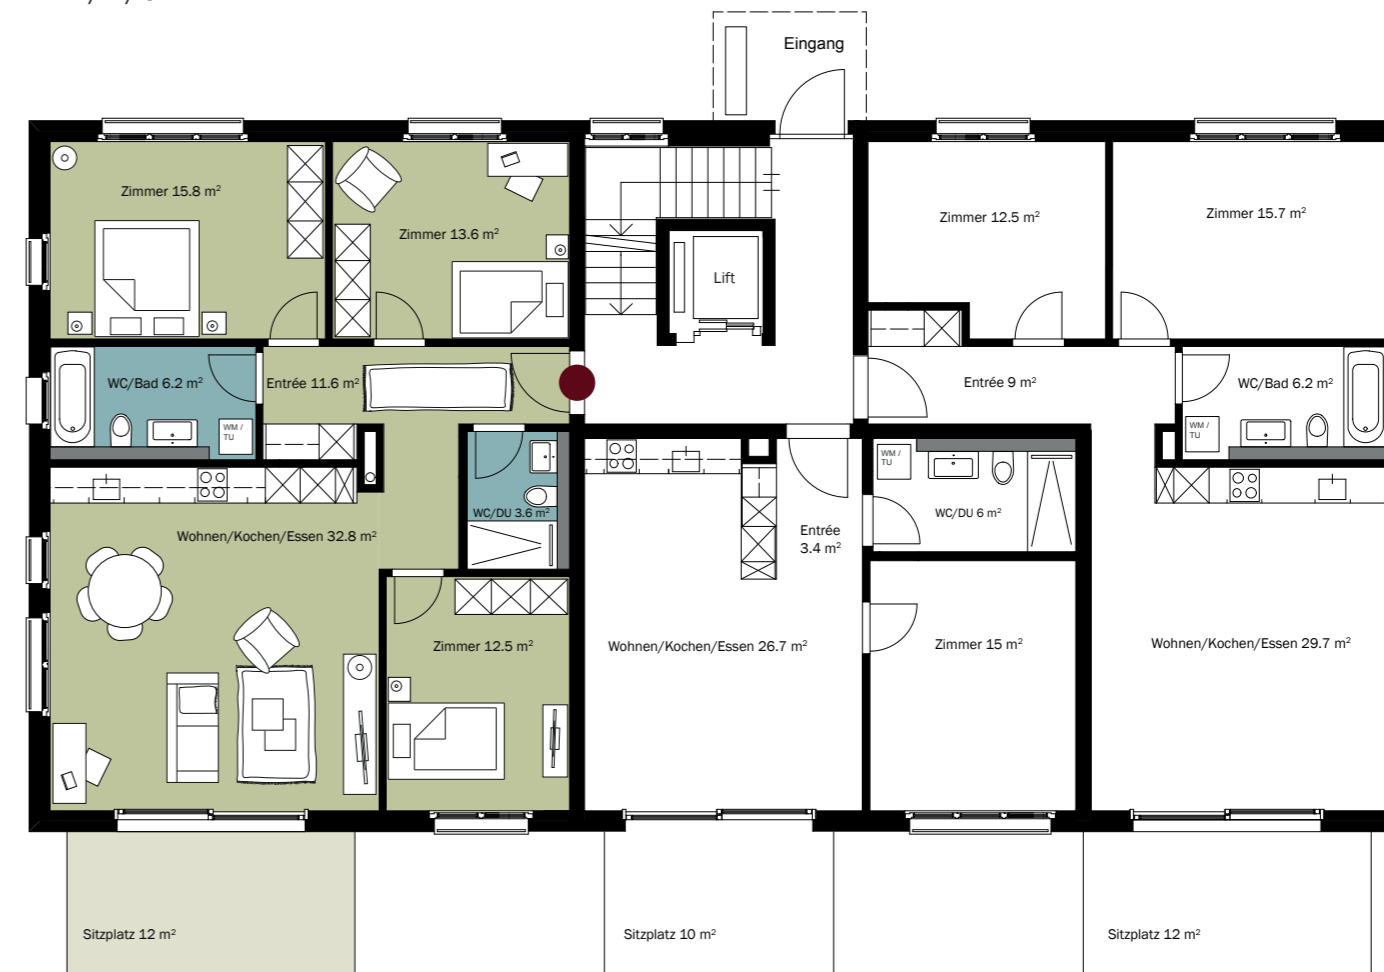 Eingang
Zimmer 15.8 m²
Zimmer 13.6 m²
Zimmer 12.5 m²
Zimmer 15.7 m²
Lift
WC/Bad 6.2 m²
Entrée 11.6 m²
Entrée 9 m²
WC/Bad 6.2 m²
WM /
TU
WM /
TU
WM /
TU
WC/DU 3.6 m²
WC/DU 6 m²
Wohnen/Kochen/Essen 32.8 m²
Entrée
3.4 m²
Zimmer 12.5 m²
Wohnen/Kochen/Essen 26.7 m²
Zimmer 15 m²
Wohnen/Kochen/Essen 29.7 m²
Sitzplatz 12 m²
Sitzplatz 10 m²
Sitzplatz 12 m²